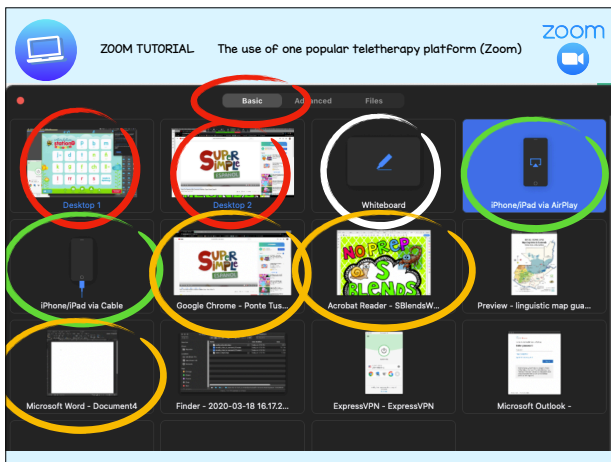 ZOOM TUTORIAL The use of one popular teletherapy platform (Zoom)
zoom
Basic Advanced Files
Desktop 1
Desktop 2
Whiteboard
iPhone/iPad via AirPlay
SUPER
SIMPLE
ESPAÑOL
iPhone/iPad via Cable
Google Chrome - Ponte Tus...
SUPER
SIMPLE
NO PREP
S
BLENDS
Acrobat Reader - SBlendsW...
Preview - linguistic map gua...
Microsoft Word - Document4
Finder - 2020-03-18 16.17.2...
ExpressVPN - ExpressVPN
Microsoft Outlook -